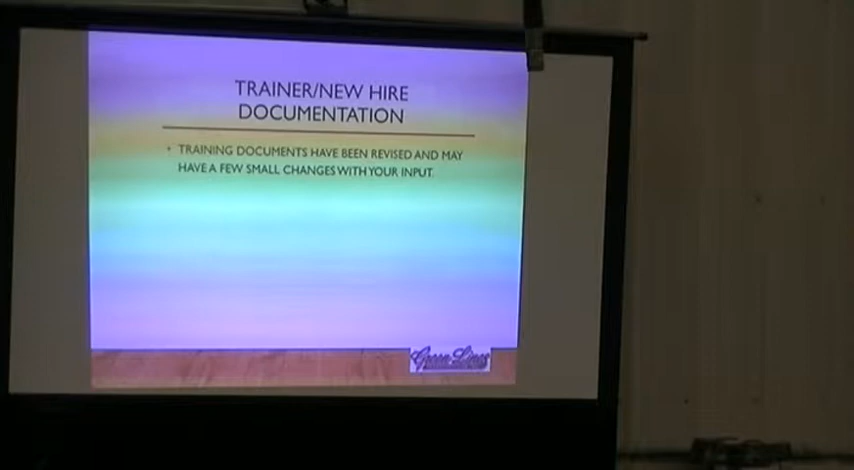 TRAINER/NEW HIRE
DOCUMENTATION
• TRAINING DOCUMENTS HAVE BEEN REVISED AND MAY
HAVE A FEW SMALL CHANGES WITH YOUR INPUT.
Green Lines